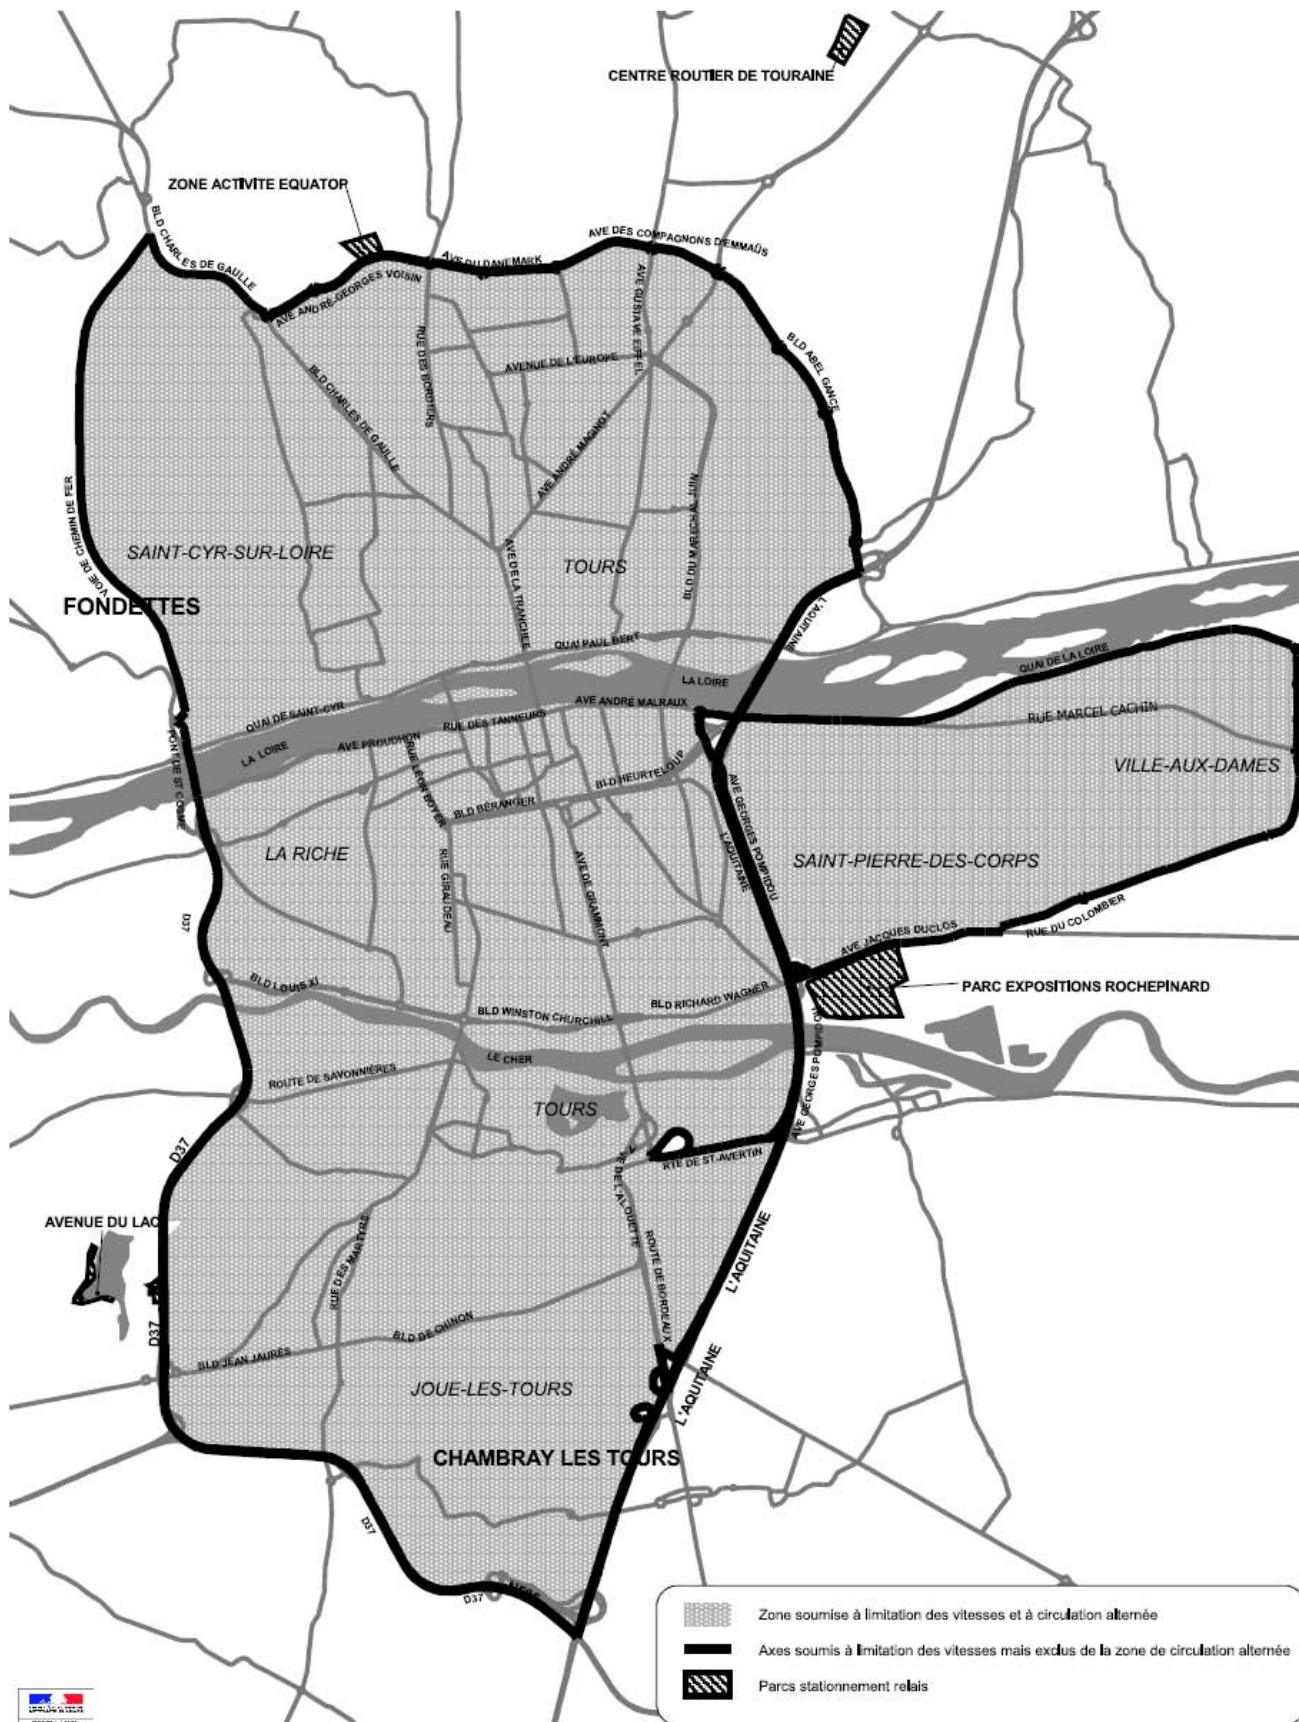 CENTRE ROUTIER DE TOURAINE
ZONE ACTIVITE EQUATOR
BLD CHARLES DE GAULLE
AVE ANDRÉ-GEORGES VOISIN
AVE DU DANEMARK
AVE DES COMPAGNONS D'EMMAÜS
AVE GUSTAVE EIFFEL
RUE DES BORDIERS
AVENUE DE L'EUROPE
BLD ABEL GANCE
BLD CHARLES DE GAULLE
AVE ANDRÉ MAGINOT
VOIE DE CHEMIN DE FER
BLD DU MARECHAL JUIN
SAINT-CYR-SUR-LOIRE
TOURS
AVE DE LA TRANCHEE
FONDETTES
L'AQUITAINE
QUAI PAUL BERT
QUAI DE LA LOIRE
LA LOIRE
QUAI DE SAINT-CYR
AVE ANDRÉ MALRAUX
RUE DES TANNEURS
RUE MARCEL CACHIN
PONT DE ST COSME
LA LOIRE
AVE PROUDHON
RUE LÉON BOYER
BLD HEURTELOUP
VILLE-AUX-DAMES
BLD BÉRANGER
AVE GEORGES POMPIDOU
L'AQUITAINE
LA RICHE
RUE GIRAUDEAU
AVE DE GRAMMONT
SAINT-PIERRE-DES-CORPS
D37
AVE JACQUES DUCLOS
RUE DU COLOMBIER
BLD LOUIS XI
BLD RICHARD WAGNER
PARC EXPOSITIONS ROCHEPINARD
BLD WINSTON CHURCHILL
LE CHER
AVE GEORGES POMPIDOU
ROUTE DE SAVONNIÈRES
TOURS
D37
RTE DE ST-AVERTIN
AVE DE L'ALOUETTE
AVENUE DU LAC
RUE DES MARTYRS
ROUTE DE BORDEAUX
L'AQUITAINE
D37
BLD DE CHINON
BLD JEAN JAURÈS
L'AQUITAINE
JOUE-LES-TOURS
CHAMBRAY LES TOURS
D37
D37
Zone soumise à limitation des vitesses et à circulation alternée
Axes soumis à limitation des vitesses mais exclus de la zone de circulation alternée
Parcs stationnement relais